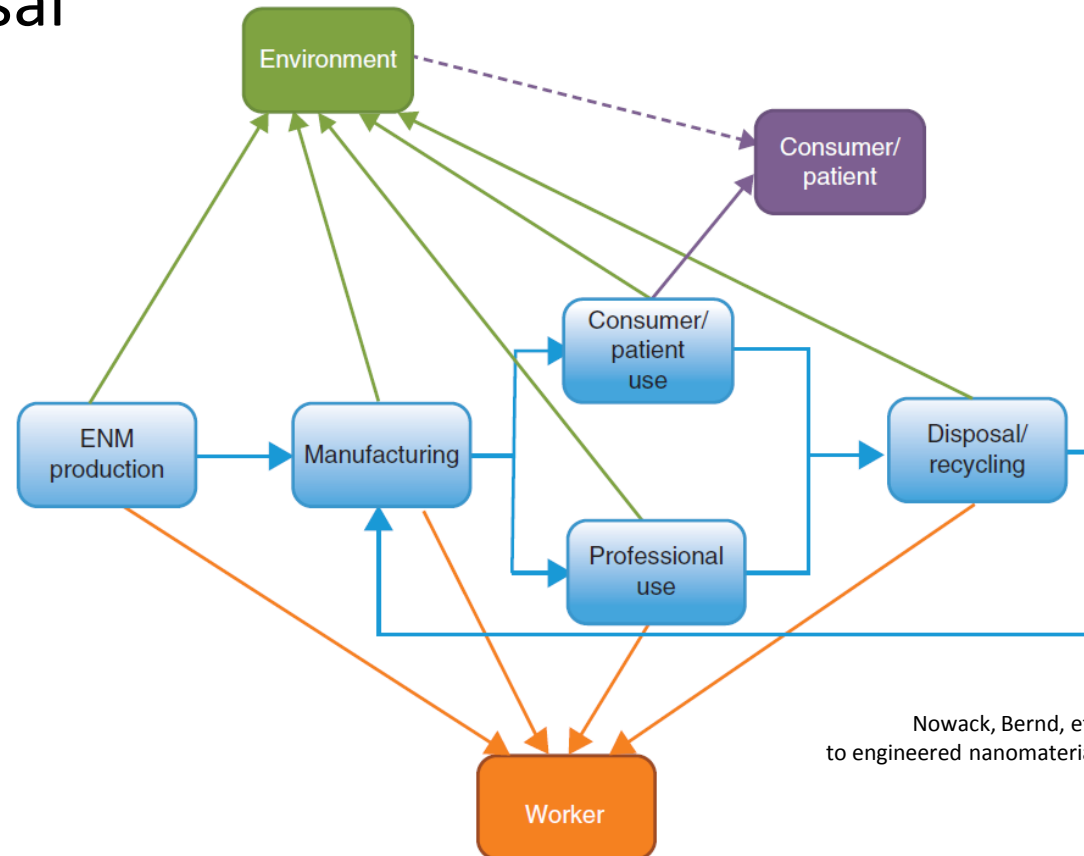 Environment
Consumer/
patient
Consumer/
patient
use
ENM
production
Manufacturing
Disposal/
recycling
Professional
use
Nowack, Bernd,
to engineered
Worker